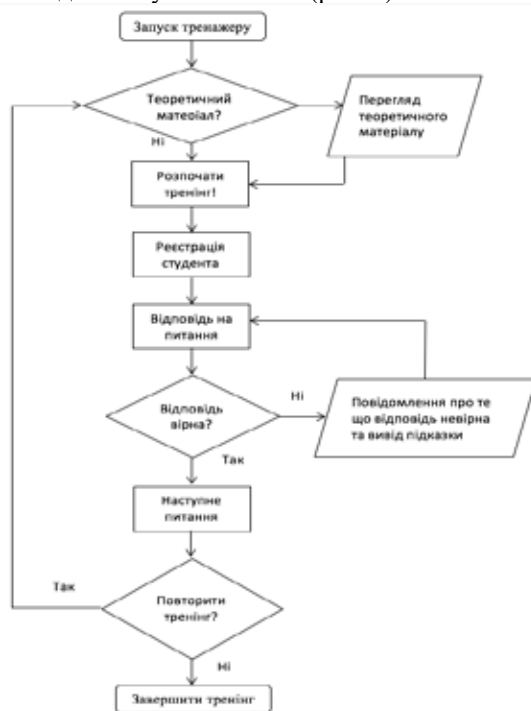 Запуск тренажеру
Теоретичний
матеоіал?
Перегляд
теоретичного
матеріалу
Ні
Розпочати
тренінг!
Реєстрація
студента
Відповідь на
питання
Ні
Відповідь
вірна?
Повідомлення про те
що відповідь невірна
та вивід підказки
Так
Наступне
питання
Так
Повторити
тренінг?
Ні
Завершити тренінг